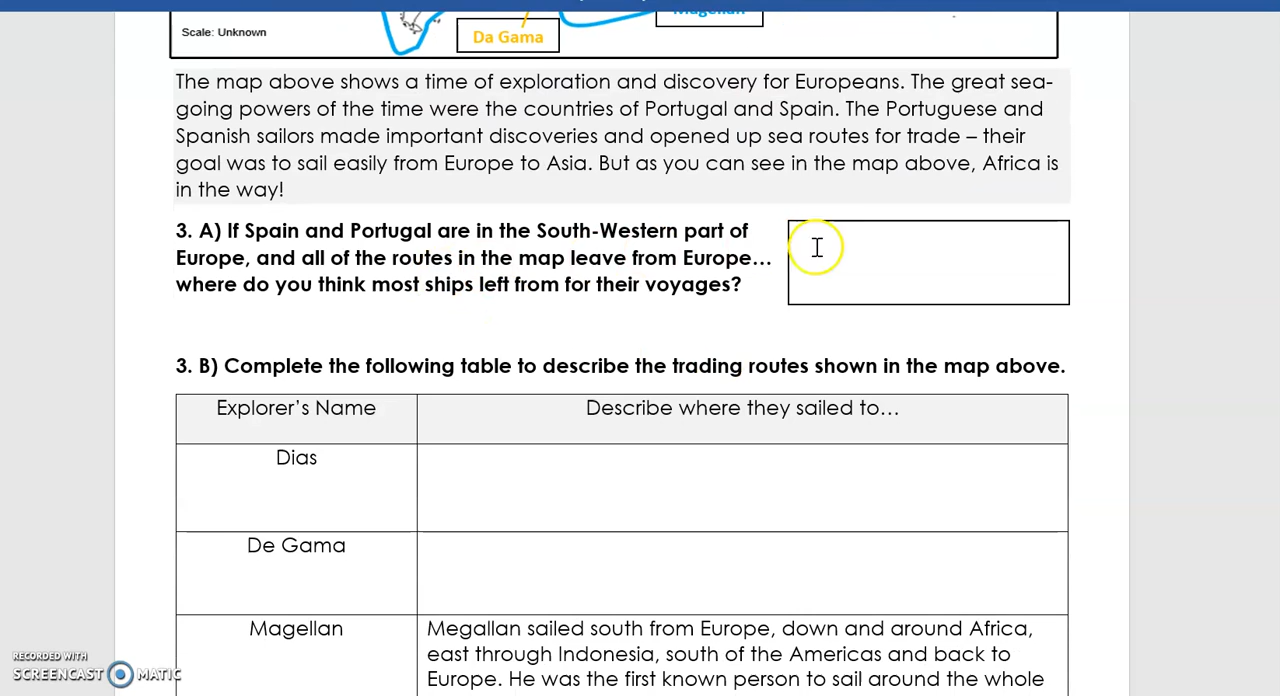 Magellan
Scale: Unknown
Da Gama
The map above shows a time of exploration and discovery for Europeans. The great sea-
going powers of the time were the countries of Portugal and Spain. The Portuguese and
Spanish sailors made important discoveries and opened up sea routes for trade – their
goal was to sail easily from Europe to Asia. But as you can see in the map above, Africa is
in the way!
3. A) If Spain and Portugal are in the South-Western part of
Europe, and all of the routes in the map leave from Europe…
where do you think most ships left from for their voyages?
3. B) Complete the following table to describe the trading routes shown in the map above.
Explorer's Name
Describe where they sailed to…
Dias
De Gama
Magellan
Megallan sailed south from Europe, down and around Africa,
east through Indonesia, south of the Americas and back to
Europe. He was the first known person to sail around the whole
RECORDED WITH
SCREENCAST MATIC